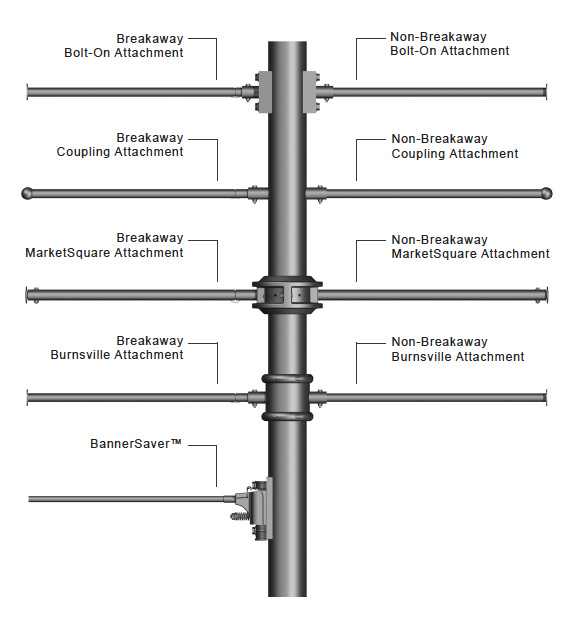 Breakaway
Bolt-On Attachment
Non-Breakaway
Bolt-On Attachment
Breakaway
Coupling Attachment
Non-Breakaway
Coupling Attachment
Breakaway
MarketSquare Attachment
Non-Breakaway
MarketSquare Attachment
Breakaway
Burnsville Attachment
Non-Breakaway
Burnsville Attachment
BannerSaver™